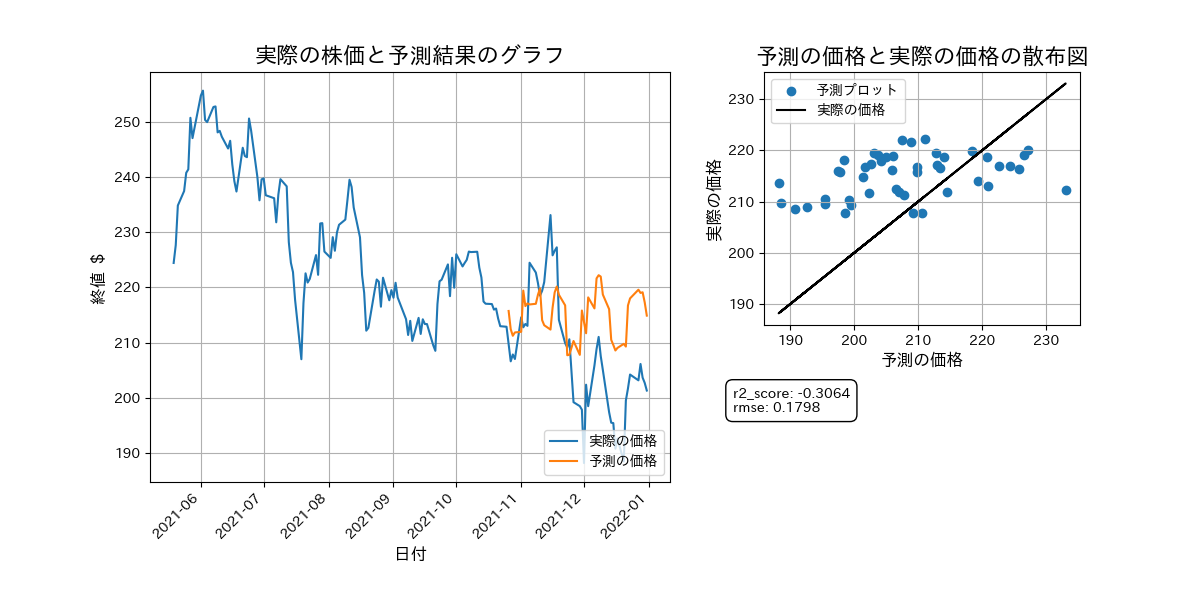 実際の株価と予測結果のグラフ
終値 $
250
240
230
220
210
200
190
2021-06
2021-07
2021-08
2021-09
2021-10
2021-11
2021-12
2022-01
日付
実際の価格
予測の価格
予測の価格と実際の価格の散布図
実際の価格
230
220
210
200
190
190
200
210
220
230
予測の価格
予測プロット
実際の価格
r2_score: -0.3064
rmse: 0.1798